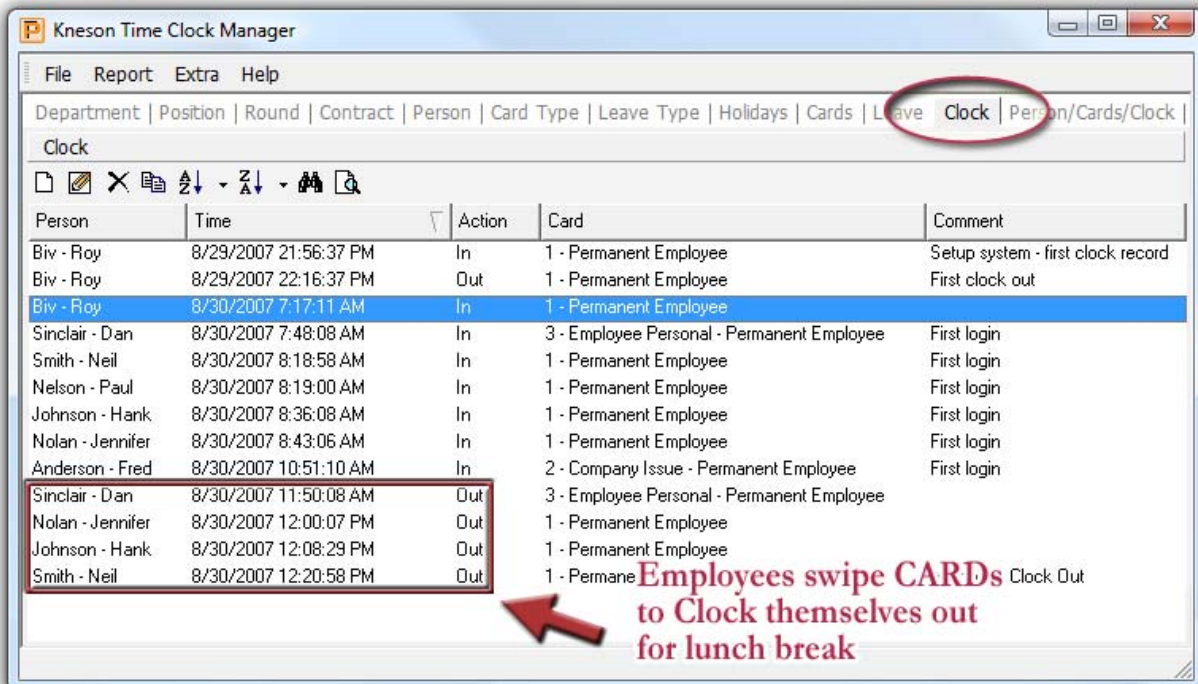 Kneson Time Clock Manager
File Report Extra Help
Department | Position | Round | Contract | Person | Card Type | Leave Type | Holidays | Cards | Leave Clock | Person/Cards/Clock |
Clock
Person Time Action Card Comment
Biv - Roy 8/29/2007 21:56:37 PM In 1 - Permanent Employee Setup system - first clock record
Biv - Roy 8/29/2007 22:16:37 PM Out 1 - Permanent Employee First clock out
Biv - Roy 8/30/2007 7:17:11 AM In 1 - Permanent Employee
Sinclair - Dan 8/30/2007 7:48:08 AM In 3 - Employee Personal - Permanent Employee First login
Smith - Neil 8/30/2007 8:18:58 AM In 1 - Permanent Employee First login
Nelson - Paul 8/30/2007 8:19:00 AM In 1 - Permanent Employee First login
Johnson - Hank 8/30/2007 8:36:08 AM In 1 - Permanent Employee First login
Nolan - Jennifer 8/30/2007 8:43:06 AM In 1 - Permanent Employee First login
Anderson - Fred 8/30/2007 10:51:10 AM In 2 - Company Issue - Permanent Employee First login
Sinclair - Dan 8/30/2007 11:50:08 AM Out 3 - Employee Personal - Permanent Employee
Nolan - Jennifer 8/30/2007 12:00:07 PM Out 1 - Permanent Employee
Johnson - Hank 8/30/2007 12:08:29 PM Out 1 - Permanent Employee
Smith - Neil 8/30/2007 12:20:58 PM Out 1 - Permane Clock Out
Employees swipe CARDs
to Clock themselves out
for lunch break